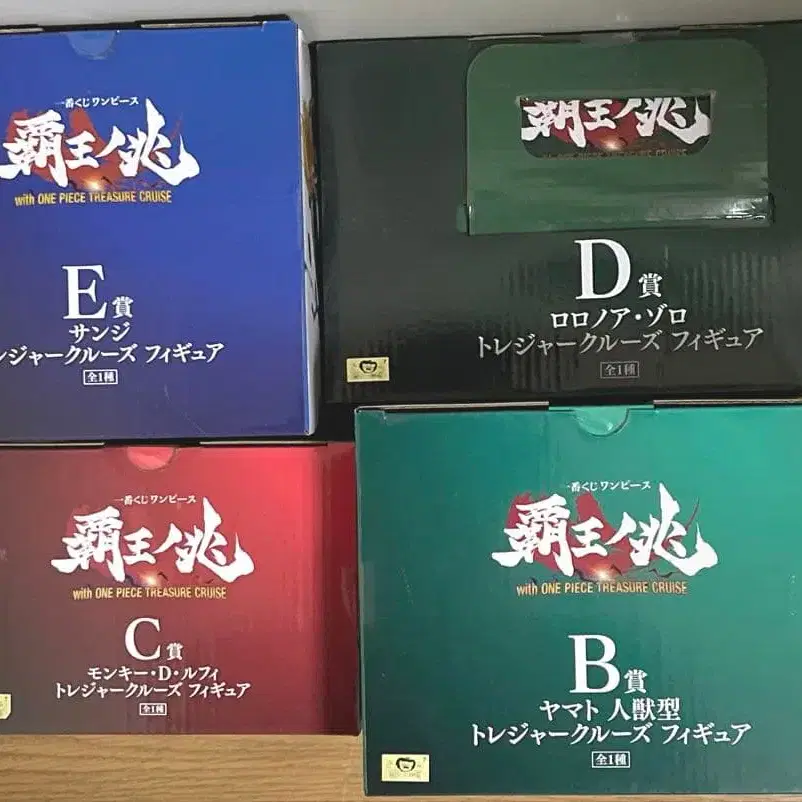 一番くじ ワンピース
覇王ノ兆
with ONE PIECE TREASURE CRUISE
E賞
サンジ
ジャークルーズ フィギュア
全1種
覇王ノ兆
D賞
ロロノア・ゾロ
トレジャークルーズ フィギュア
全1種
一番くじ ワンピース
覇王ノ兆
with ONE PIECE TREASURE CRUISE
C賞
モンキー・D・ルフィ
トレジャークルーズ フィギュア
全1種
一番くじ ワンピース
覇王ノ兆
with ONE PIECE TREASURE CRUISE
B賞
ヤマト 人獣型
トレジャークルーズ フィギュア
全1種